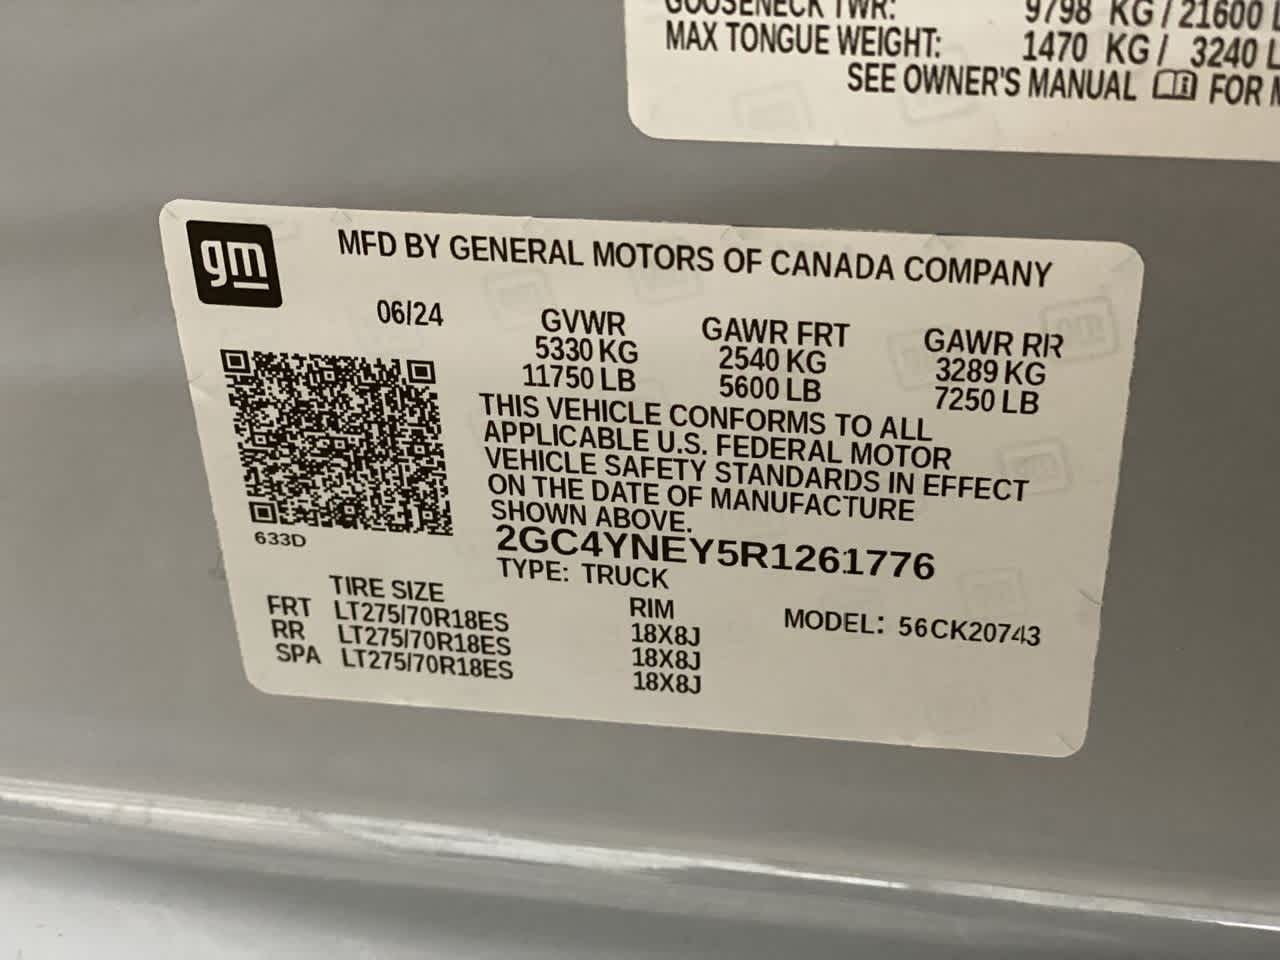 GOOSENECK TWR: 9798 KG / 21600
MAX TONGUE WEIGHT: 1470 KG / 3240
SEE OWNER'S MANUAL FOR
gm
MFD BY GENERAL MOTORS OF CANADA COMPANY
06/24 GVWR GAWR FRT GAWR RR
5330 KG 2540 KG 3289 KG
11750 LB 5600 LB 7250 LB
THIS VEHICLE CONFORMS TO ALL
APPLICABLE U.S. FEDERAL MOTOR
VEHICLE SAFETY STANDARDS IN EFFECT
ON THE DATE OF MANUFACTURE
SHOWN ABOVE.
633D
2GC4YNEY5R1261776
TYPE: TRUCK
TIRE SIZE RIM MODEL: 56CK20743
FRT LT275/70R18ES 18X8J
RR LT275/70R18ES 18X8J
SPA LT275/70R18ES 18X8J